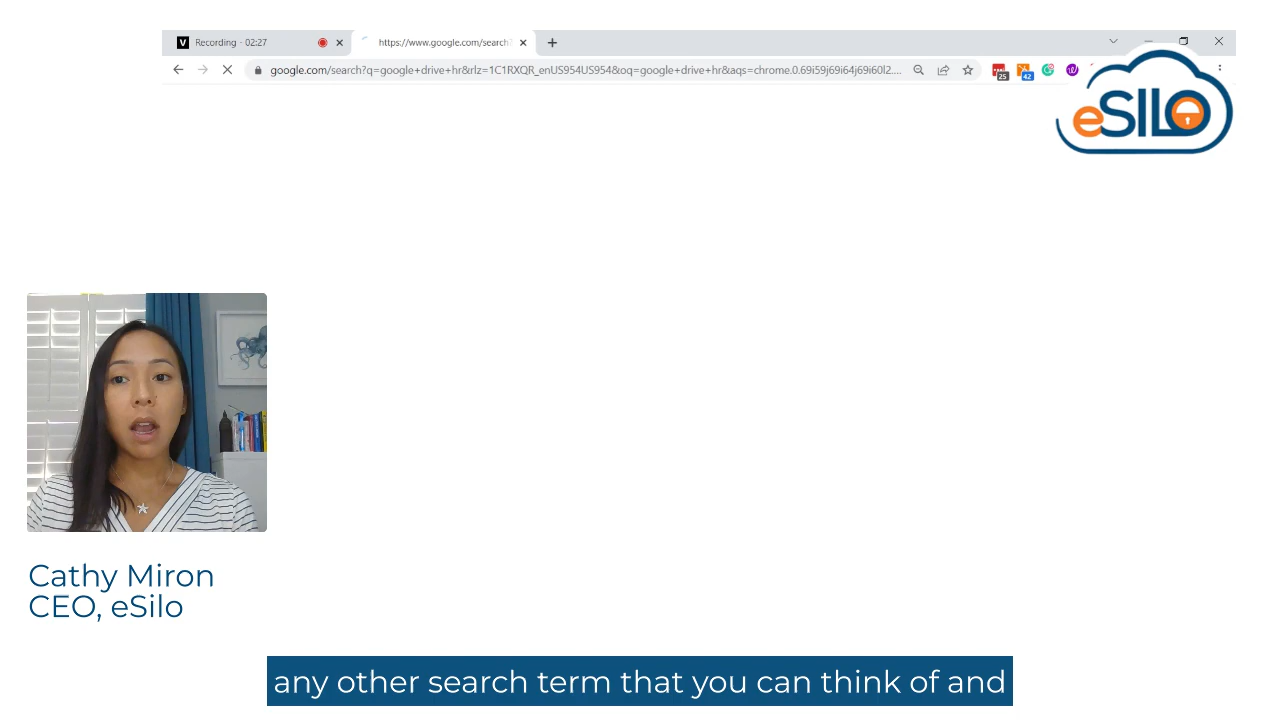 Recording - 02:27
https://www.google.com/search?
google.com/search?q=google+drive+hr&rlz=1C1RXQR_enUS954US954&oq=google+drive+hr&aqs=chrome.0.69i59j69i64j69i60l2....
25
42
eSILO
Cathy Miron
CEO, eSilo
any other search term that you can think of and